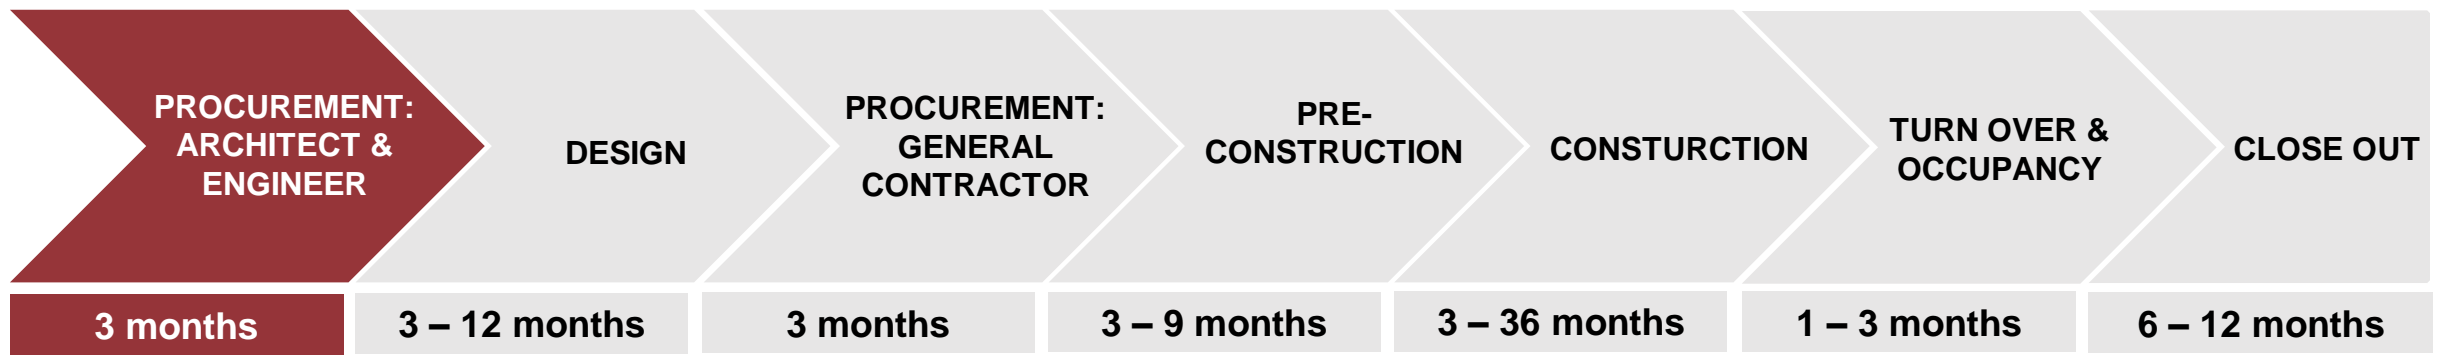 PROCUREMENT:
ARCHITECT &
ENGINEER
DESIGN
PROCUREMENT:
GENERAL
CONTRACTOR
PRE-
CONSTRUCTION
CONSTURCTION
TURN OVER &
OCCUPANCY
CLOSE OUT
3 months
3 – 12 months
3 months
3 – 9 months
3 – 36 months
1 – 3 months
6 – 12 months